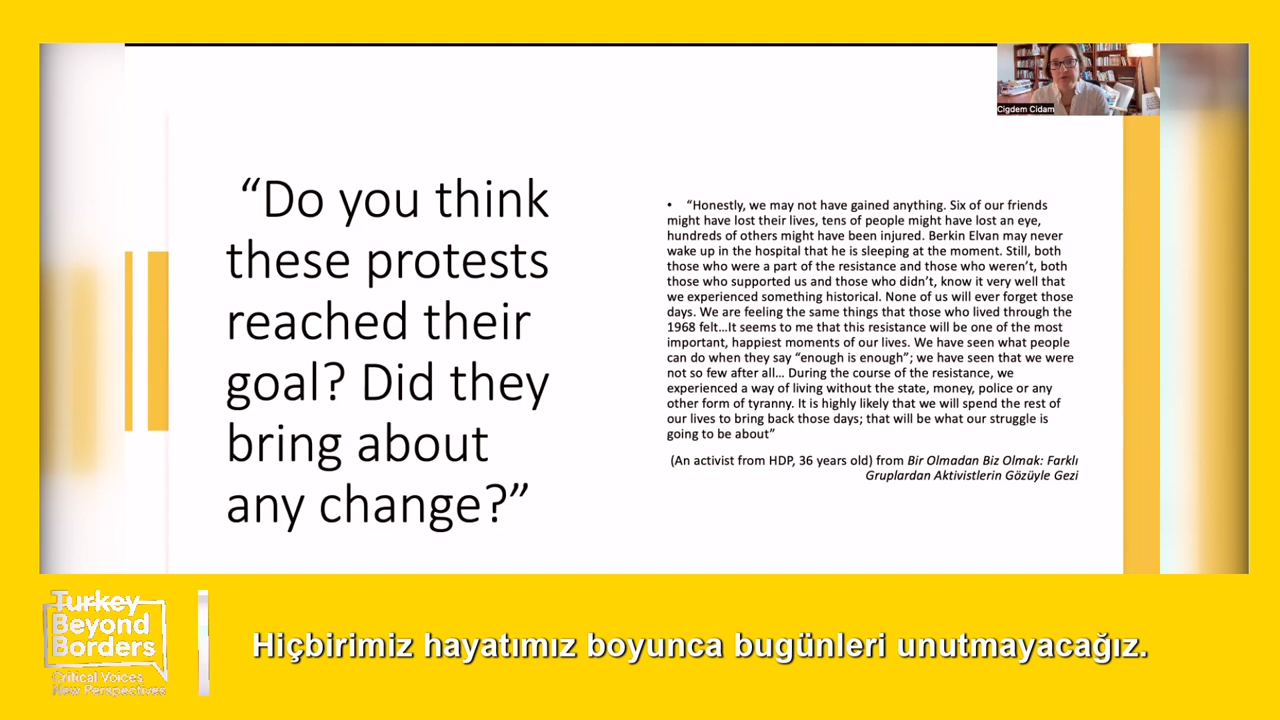 Cigdem Cidam
“Do you think
these protests
reached their
goal? Did they
bring about
any change?”
• “Honestly, we may not have gained anything. Six of our friends
might have lost their lives, tens of people might have lost an eye,
hundreds of others might have been injured. Berkin Elvan may never
wake up in the hospital that he is sleeping at the moment. Still, both
those who were a part of the resistance and those who weren’t, both
those who supported us and those who didn’t, know it very well that
we experienced something historical. None of us will ever forget those
days. We are feeling the same things that those who lived through the
1968 felt…It seems to me that this resistance will be one of the most
important, happiest moments of our lives. We have seen what people
can do when they say “enough is enough”; we have seen that we were
not so few after all… During the course of the resistance, we
experienced a way of living without the state, money, police or any
other form of tyranny. It is highly likely that we will spend the rest of
our lives to bring back those days; that will be what our struggle is
going to be about”
(An activist from HDP, 36 years old) from Bir Olmadan Biz Olmak: Farklı
Gruplardan Aktivistlerin Gözüyle Gezi
Turkey
Beyond
Borders
Critical Voices
New Perspectives
Hiçbirimiz hayatımız boyunca bugünleri unutmayacağız.